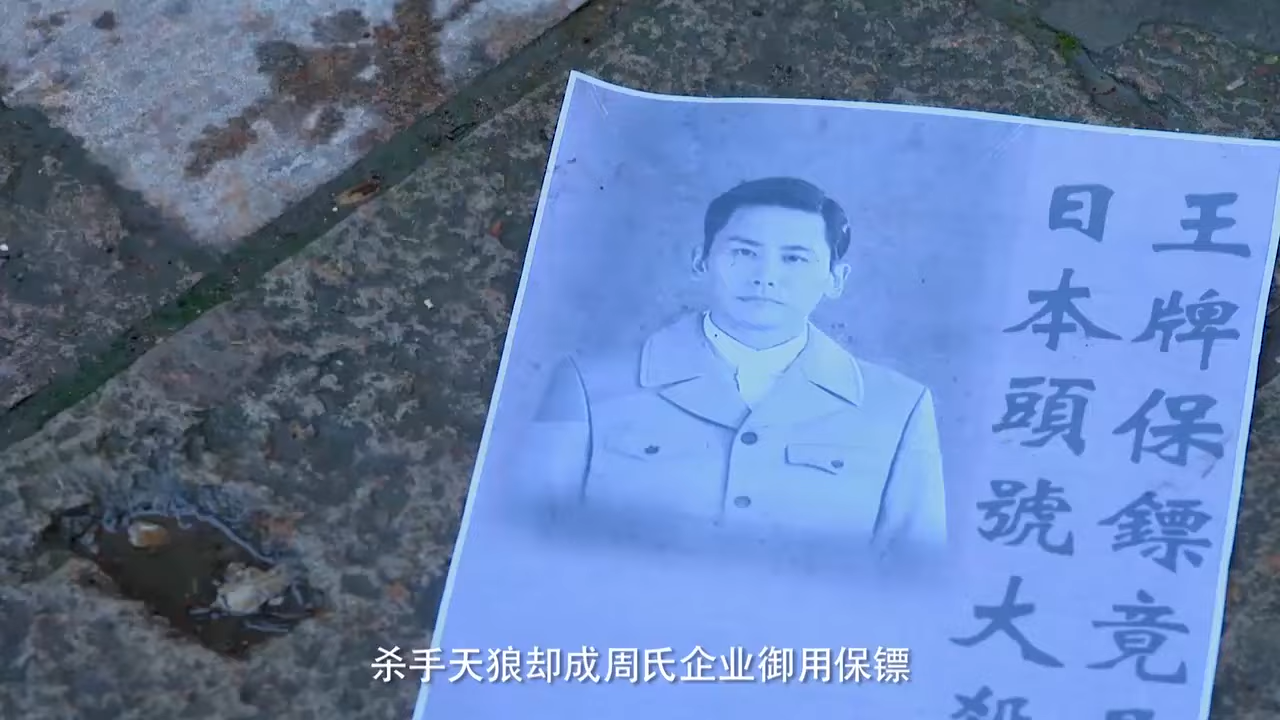 王牌保鏢竟
日本頭號大殺
杀手天狼却成周氏企业御用保镖